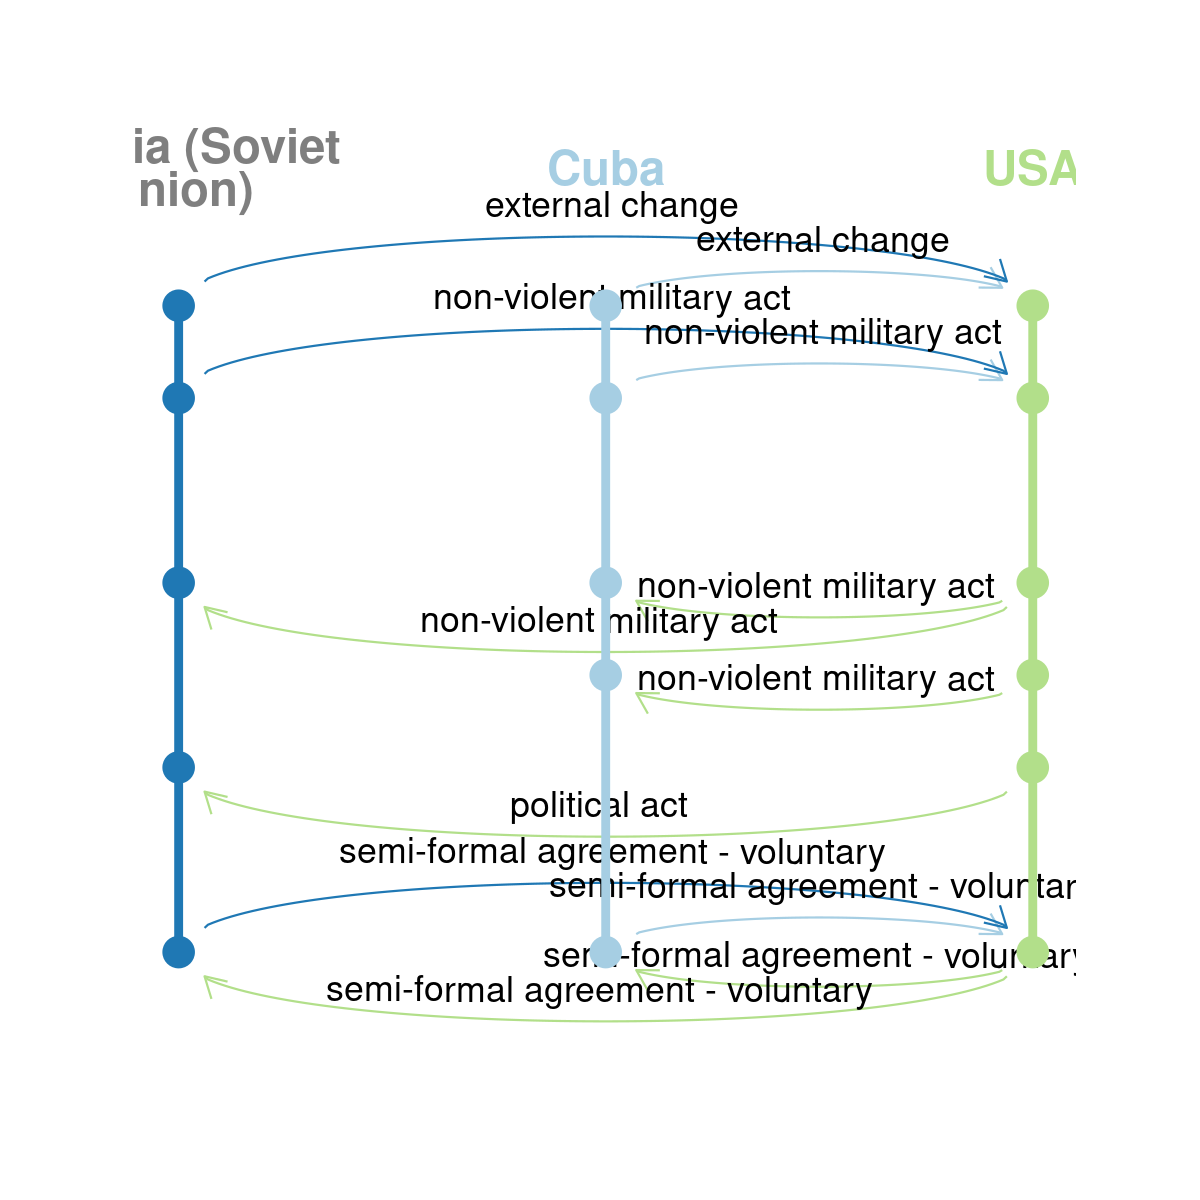 ia (Soviet
nion)
Cuba
USA
external change
external change
non-violent military act
non-violent military act
non-violent military act
non-violent military act
non-violent military act
political act
semi-formal agreement - voluntary
semi-formal agreement - voluntar
semi-formal agreement - voluntary
semi-formal agreement - voluntary